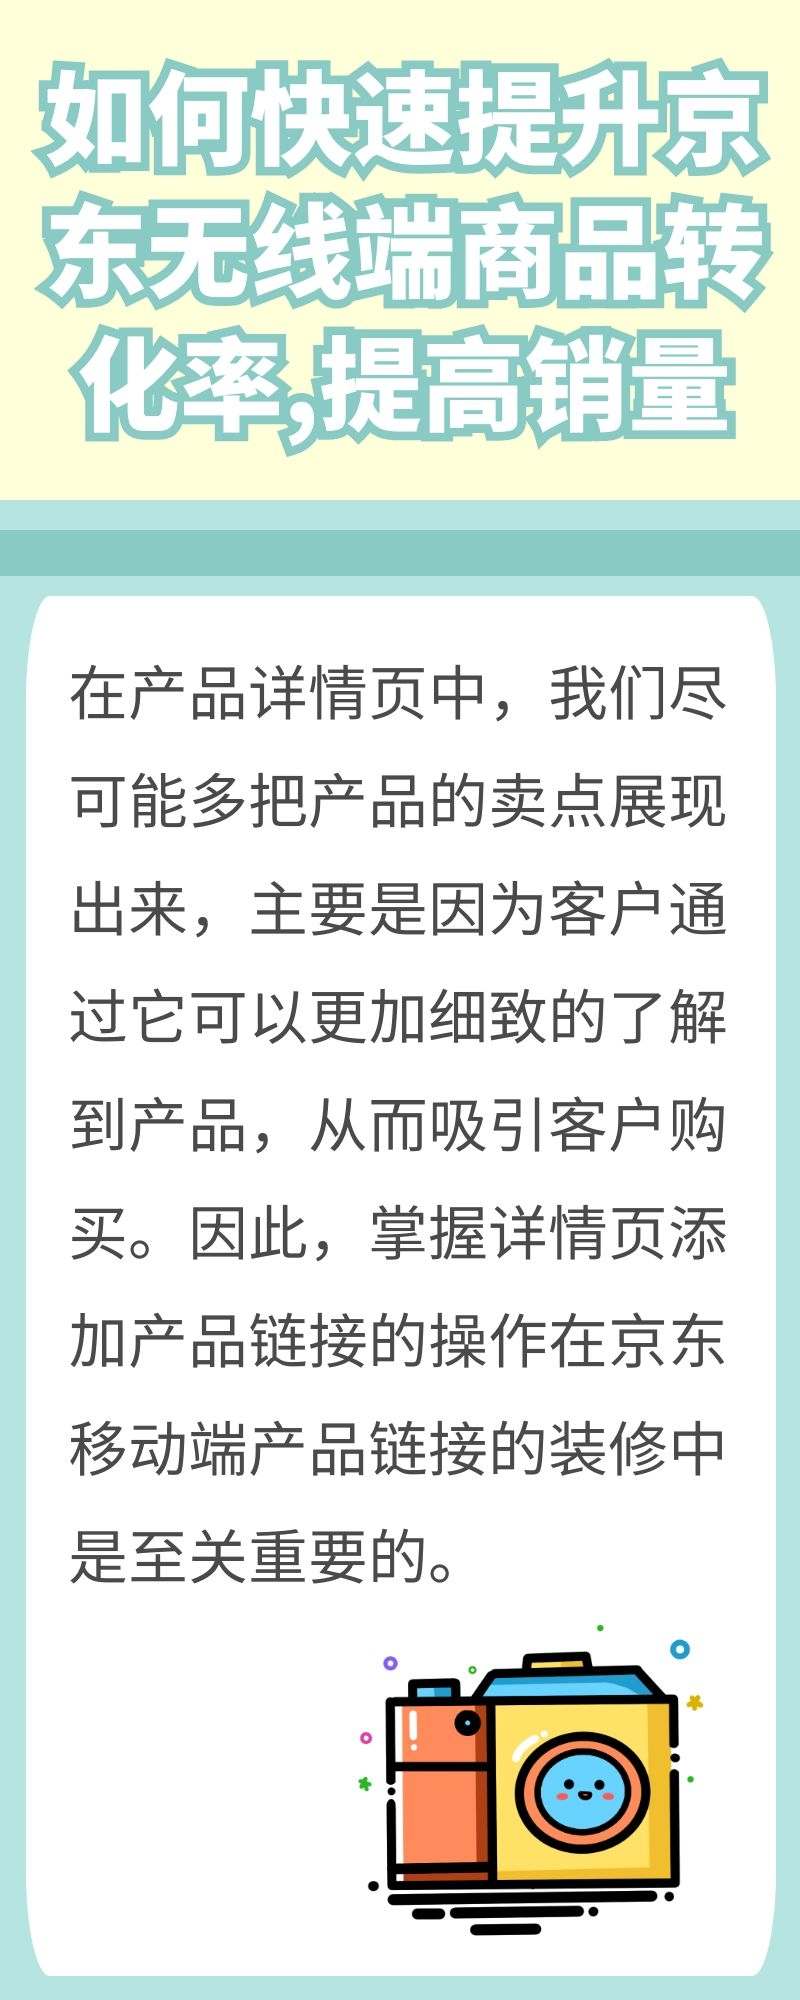 如何快速提升京
东无线端商品转
化率,提高销量
在产品详情页中，我们尽
可能多把产品的卖点展现
出来，主要是因为客户通
过它可以更加细致的了解
到产品，从而吸引客户购
买。因此，掌握详情页添
加产品链接的操作在京东
移动端产品链接的装修中
是至关重要的。